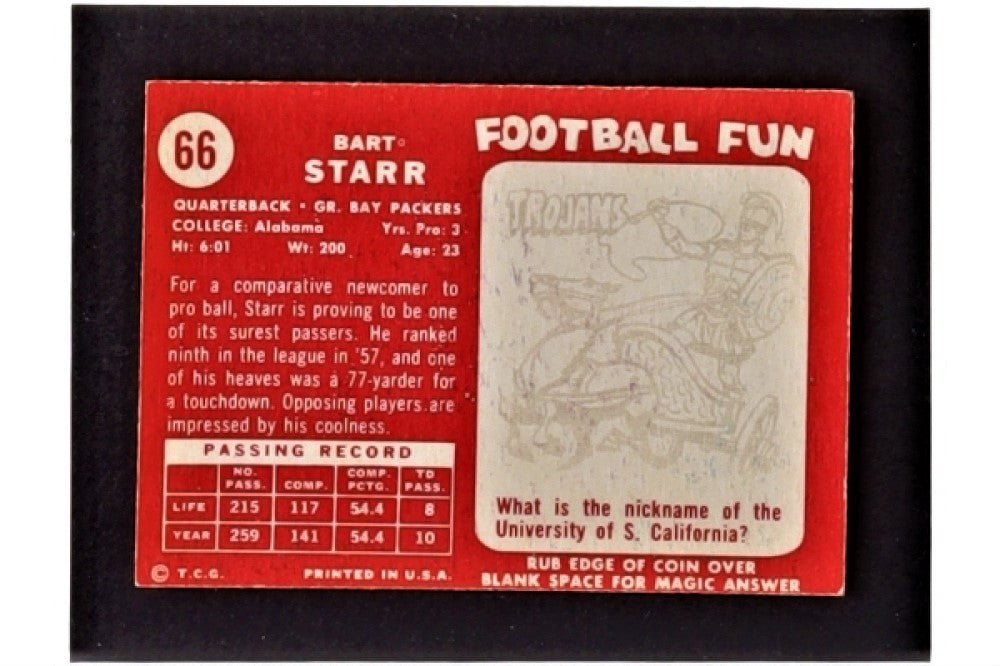 66
BART
STARR
QUARTERBACK • GR. BAY PACKERS
COLLEGE: Alabama Yrs. Pro: 3
Ht: 6:01 Wt: 200 Age: 23
For a comparative newcomer to
pro ball, Starr is proving to be one
of its surest passers. He ranked
ninth in the league in '57, and one
of his heaves was a 77-yarder for
a touchdown. Opposing players are
impressed by his coolness.
PASSING RECORD
NO. PASS. COMP. COMP. PCTG. TD PASS.
LIFE 215 117 54.4 8
YEAR 259 141 54.4 10
© T.C.G. PRINTED IN U.S.A.
FOOTBALL FUN
TROJANS
What is the nickname of the
University of S. California?
RUB EDGE OF COIN OVER
BLANK SPACE FOR MAGIC ANSWER